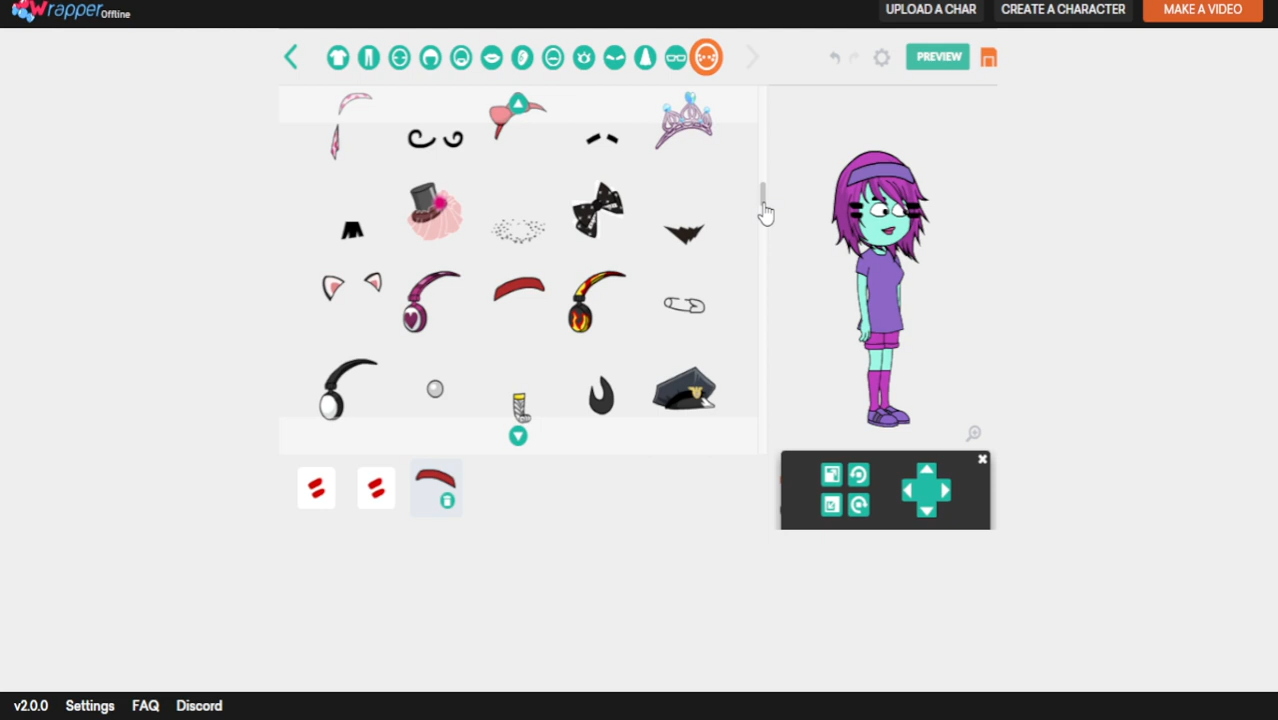 Wrapper Offline
UPLOAD A CHAR
CREATE A CHARACTER
MAKE A VIDEO
PREVIEW
v2.0.0
Settings
FAQ
Discord